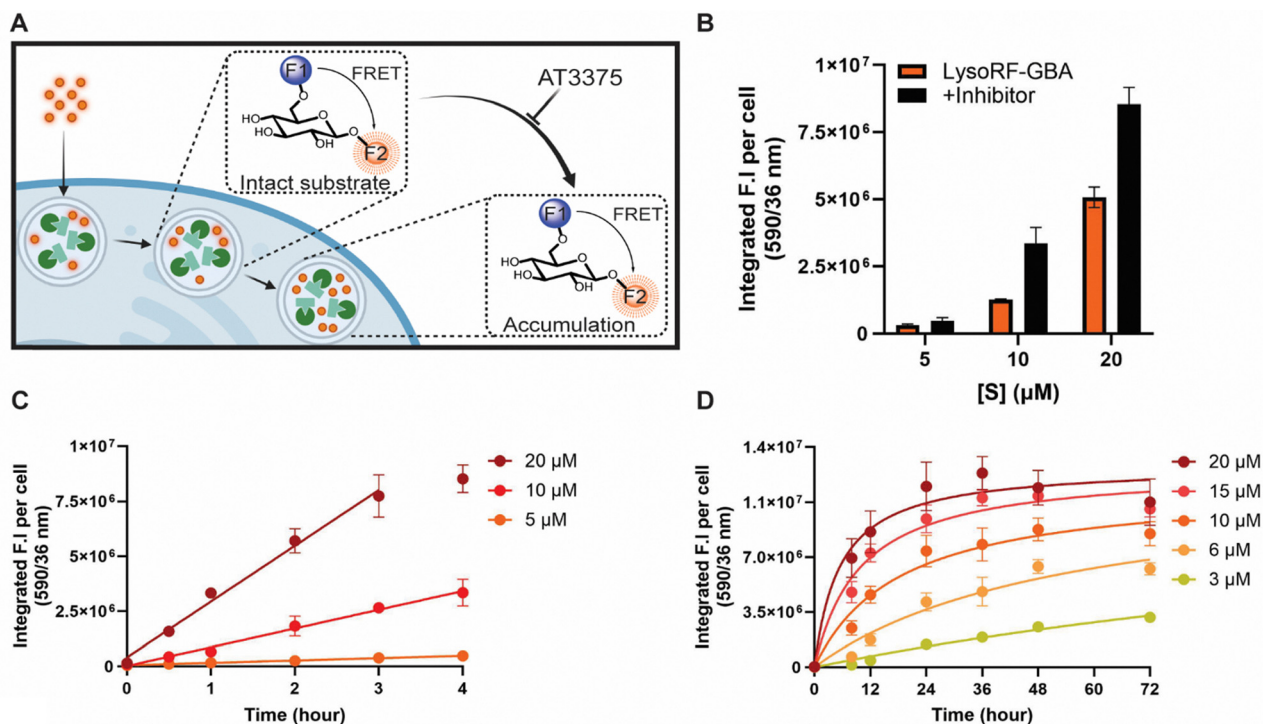 A
F1
FRET
O
HO
O
HO
O
OH
F2
Intact substrate
AT3375
F1
FRET
O
HO
O
HO
O
OH
F2
Accumulation
B
Integrated F.I per cell
(590/36 nm)
1×10⁷
7.5×10⁶
5×10⁶
2.5×10⁶
0
LysoRF-GBA
+Inhibitor
5 10 20
[S] (µM)
C
Integrated F.I per cell
(590/36 nm)
1×10⁷
7.5×10⁶
5×10⁶
2.5×10⁶
0
0 1 2 3 4
Time (hour)
20 µM
10 µM
5 µM
D
Integrated F.I per cell
(590/36 nm)
1.4×10⁷
1.1×10⁷
7.0×10⁶
3.5×10⁶
0
0 12 24 36 48 60 72
Time (hour)
20 µM
15 µM
10 µM
6 µM
3 µM